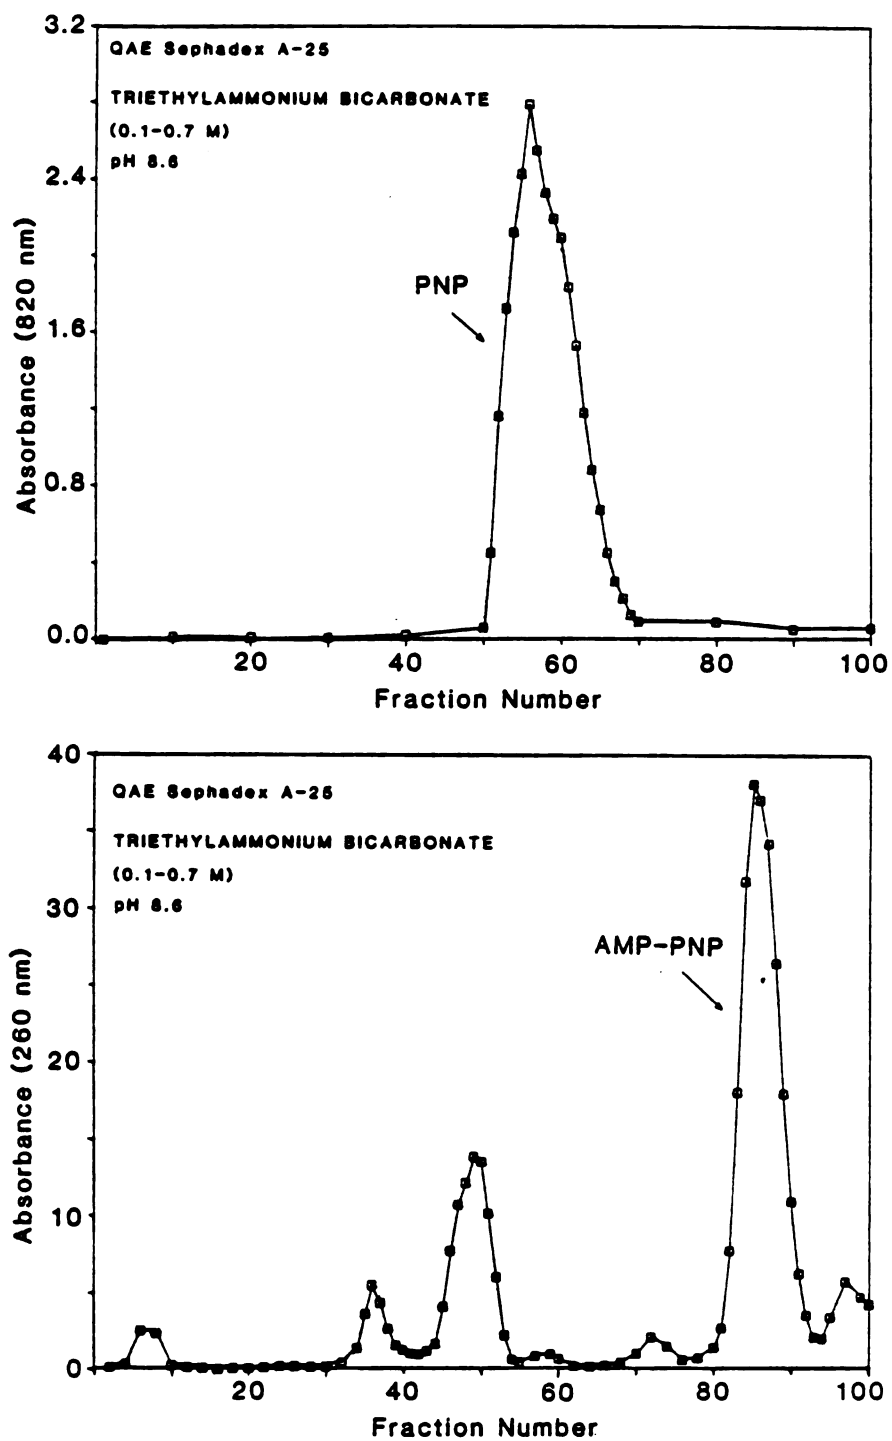 3.2
QAE Sephadex A-25
TRIETHYLAMMONIUM BICARBONATE
(0.1-0.7 M)
pH 8.6
2.4
PNP
1.6
0.8
0.0
Absorbance (820 nm)
20 40 60 80 100
Fraction Number
40
QAE Sephadex A-25
TRIETHYLAMMONIUM BICARBONATE
(0.1-0.7 M)
pH 8.6
30
AMP-PNP
20
10
0
Absorbance (260 nm)
20 40 60 80 100
Fraction Number